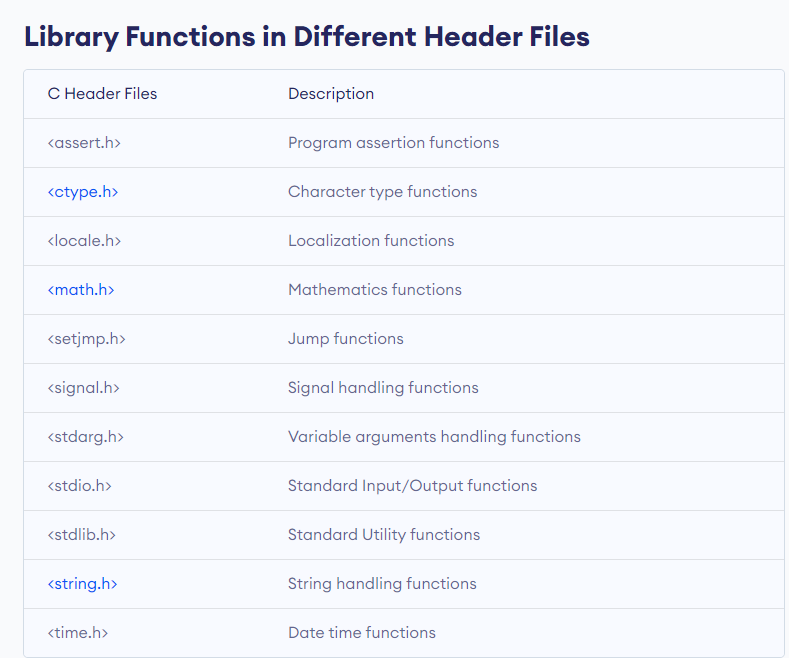 Library Functions in Different Header Files
C Header Files Description
<assert.h> Program assertion functions
<ctype.h> Character type functions
<locale.h> Localization functions
<math.h> Mathematics functions
<setjmp.h> Jump functions
<signal.h> Signal handling functions
<stdarg.h> Variable arguments handling functions
<stdio.h> Standard Input/Output functions
<stdlib.h> Standard Utility functions
<string.h> String handling functions
<time.h> Date time functions